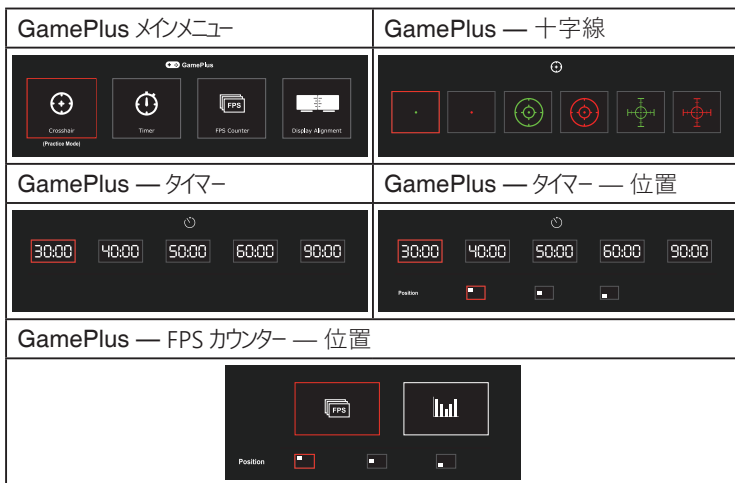 GamePlus メインメニュー
GamePlus — 十字線
GamePlus
Crosshair
Timer
FPS
FPS Counter
Display Alignment
(Practice Mode)
GamePlus — タイマー
GamePlus — タイマー — 位置
30:00 40:00 50:00 60:00 90:00
30:00 40:00 50:00 60:00 90:00
Position
GamePlus — FPS カウンター — 位置
FPS
Position